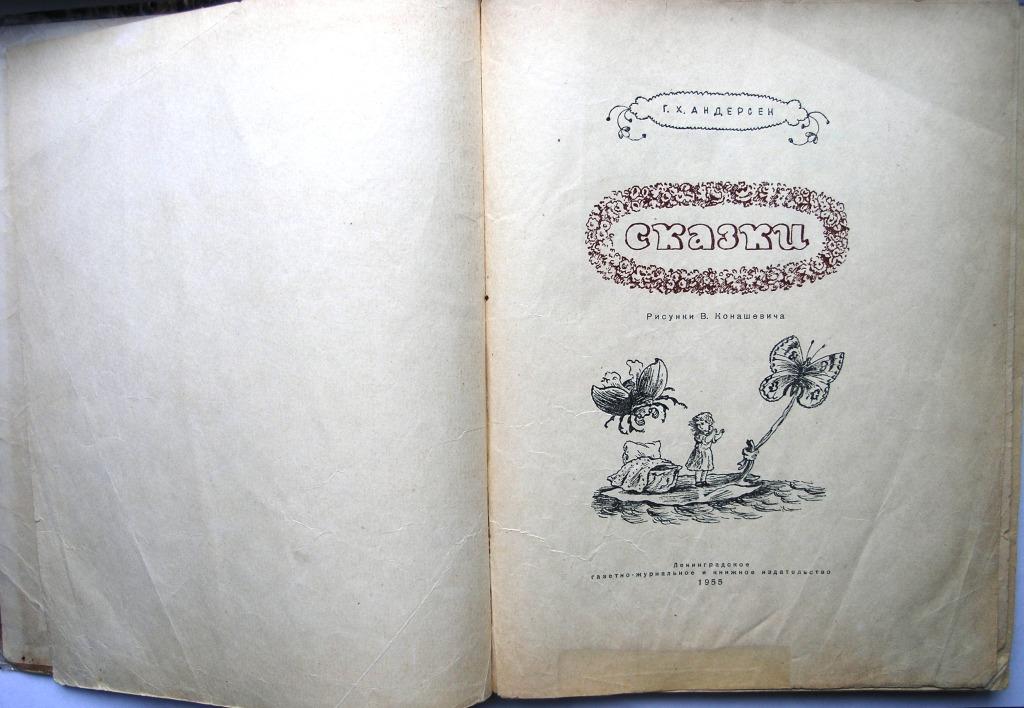 Г. Х. АНДЕРСЕН
сказки
Рисунки В. Конашевича
Ленинградское
газетно-журнальное и книжное издательство
1955